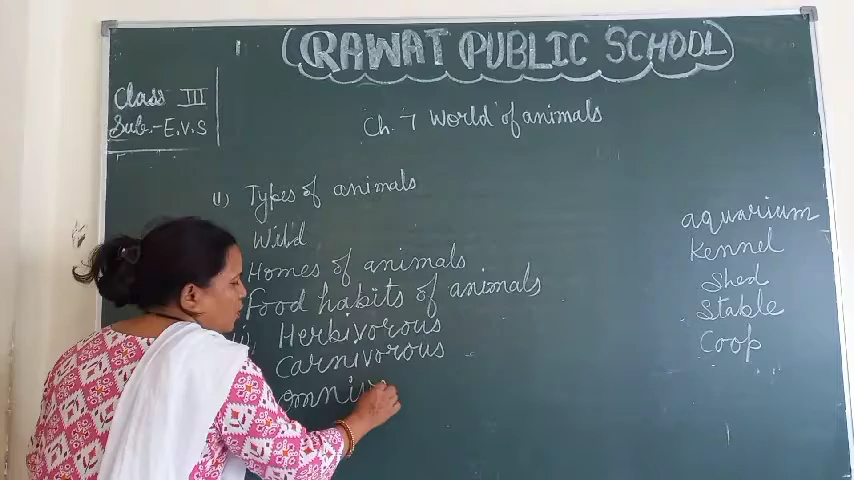 RAWAT PUBLIC SCHOOL
Class III
Sub.- E.V.S
Ch. 7 World of animals
(1) Types of animals
Wild
Homes of animals
Food habits of animals
Herbivorous
Carnivorous
omniv
aquarium
Kennel
Shed
Stable
Coop